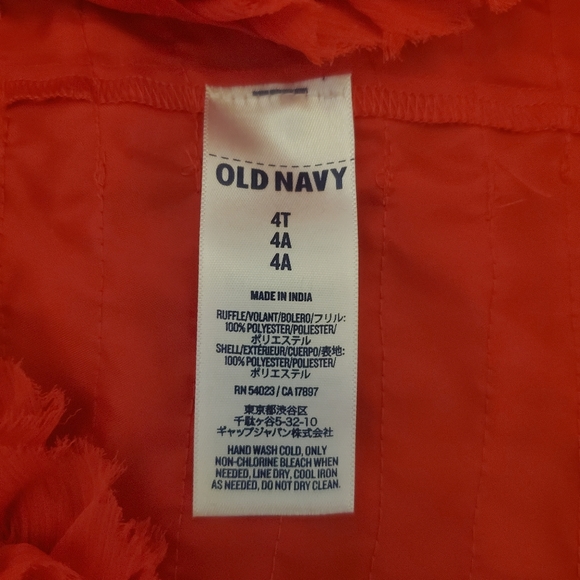 OLD NAVY
4T
4A
4A
MADE IN INDIA
RUFFLE/VOLANT/BOLERO/フリル:
100% POLYESTER/POLIESTER/
ポリエステル
SHELL/EXTÉRIEUR/CUERPO/表地:
100% POLYESTER/POLIESTER/
ポリエステル
RN 54023 / CA 17897
東京都渋谷区
千駄ヶ谷5-32-10
ギャップジャパン株式会社
HAND WASH COLD, ONLY
NON-CHLORINE BLEACH WHEN
NEEDED, LINE DRY, COOL IRON
AS NEEDED, DO NOT DRY CLEAN.